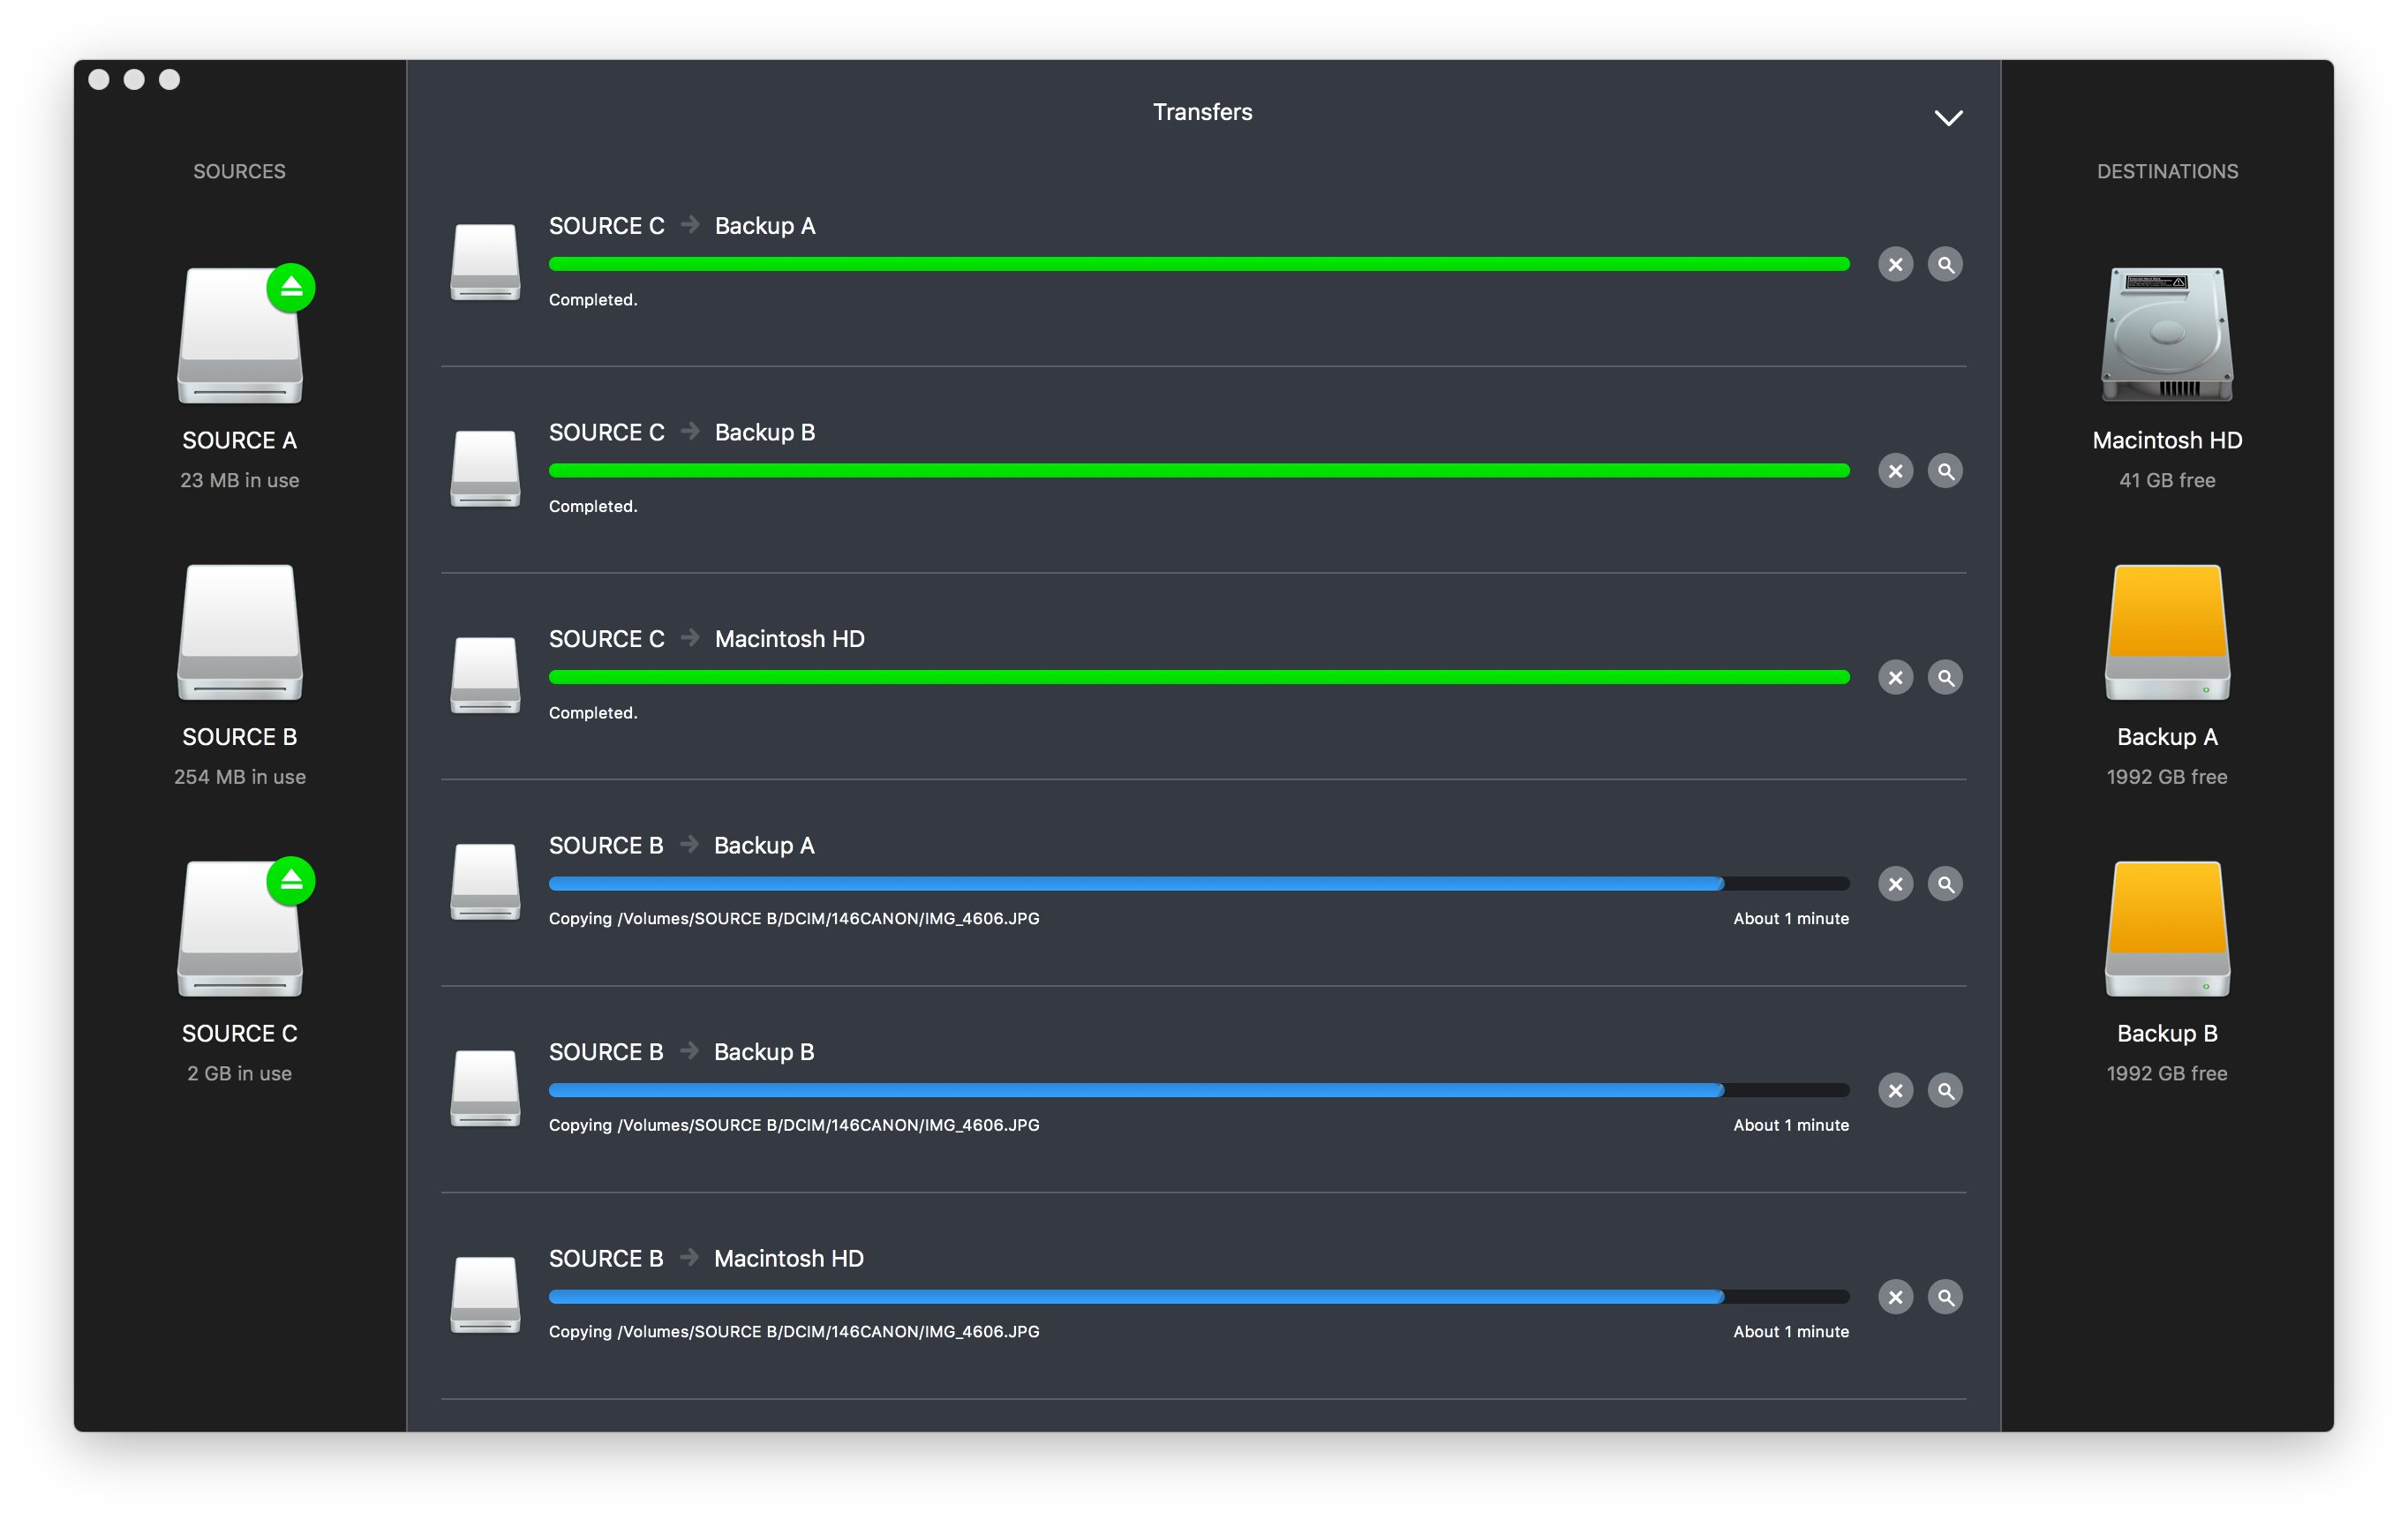 Transfers
SOURCES
SOURCE A
23 MB in use
SOURCE B
254 MB in use
SOURCE C
2 GB in use
SOURCE C → Backup A
Completed.
SOURCE C → Backup B
Completed.
SOURCE C → Macintosh HD
Completed.
SOURCE B → Backup A
Copying /Volumes/SOURCE B/DCIM/146CANON/IMG_4606.JPG About 1 minute
SOURCE B → Backup B
Copying /Volumes/SOURCE B/DCIM/146CANON/IMG_4606.JPG About 1 minute
SOURCE B → Macintosh HD
Copying /Volumes/SOURCE B/DCIM/146CANON/IMG_4606.JPG About 1 minute
DESTINATIONS
Macintosh HD
41 GB free
Backup A
1992 GB free
Backup B
1992 GB free